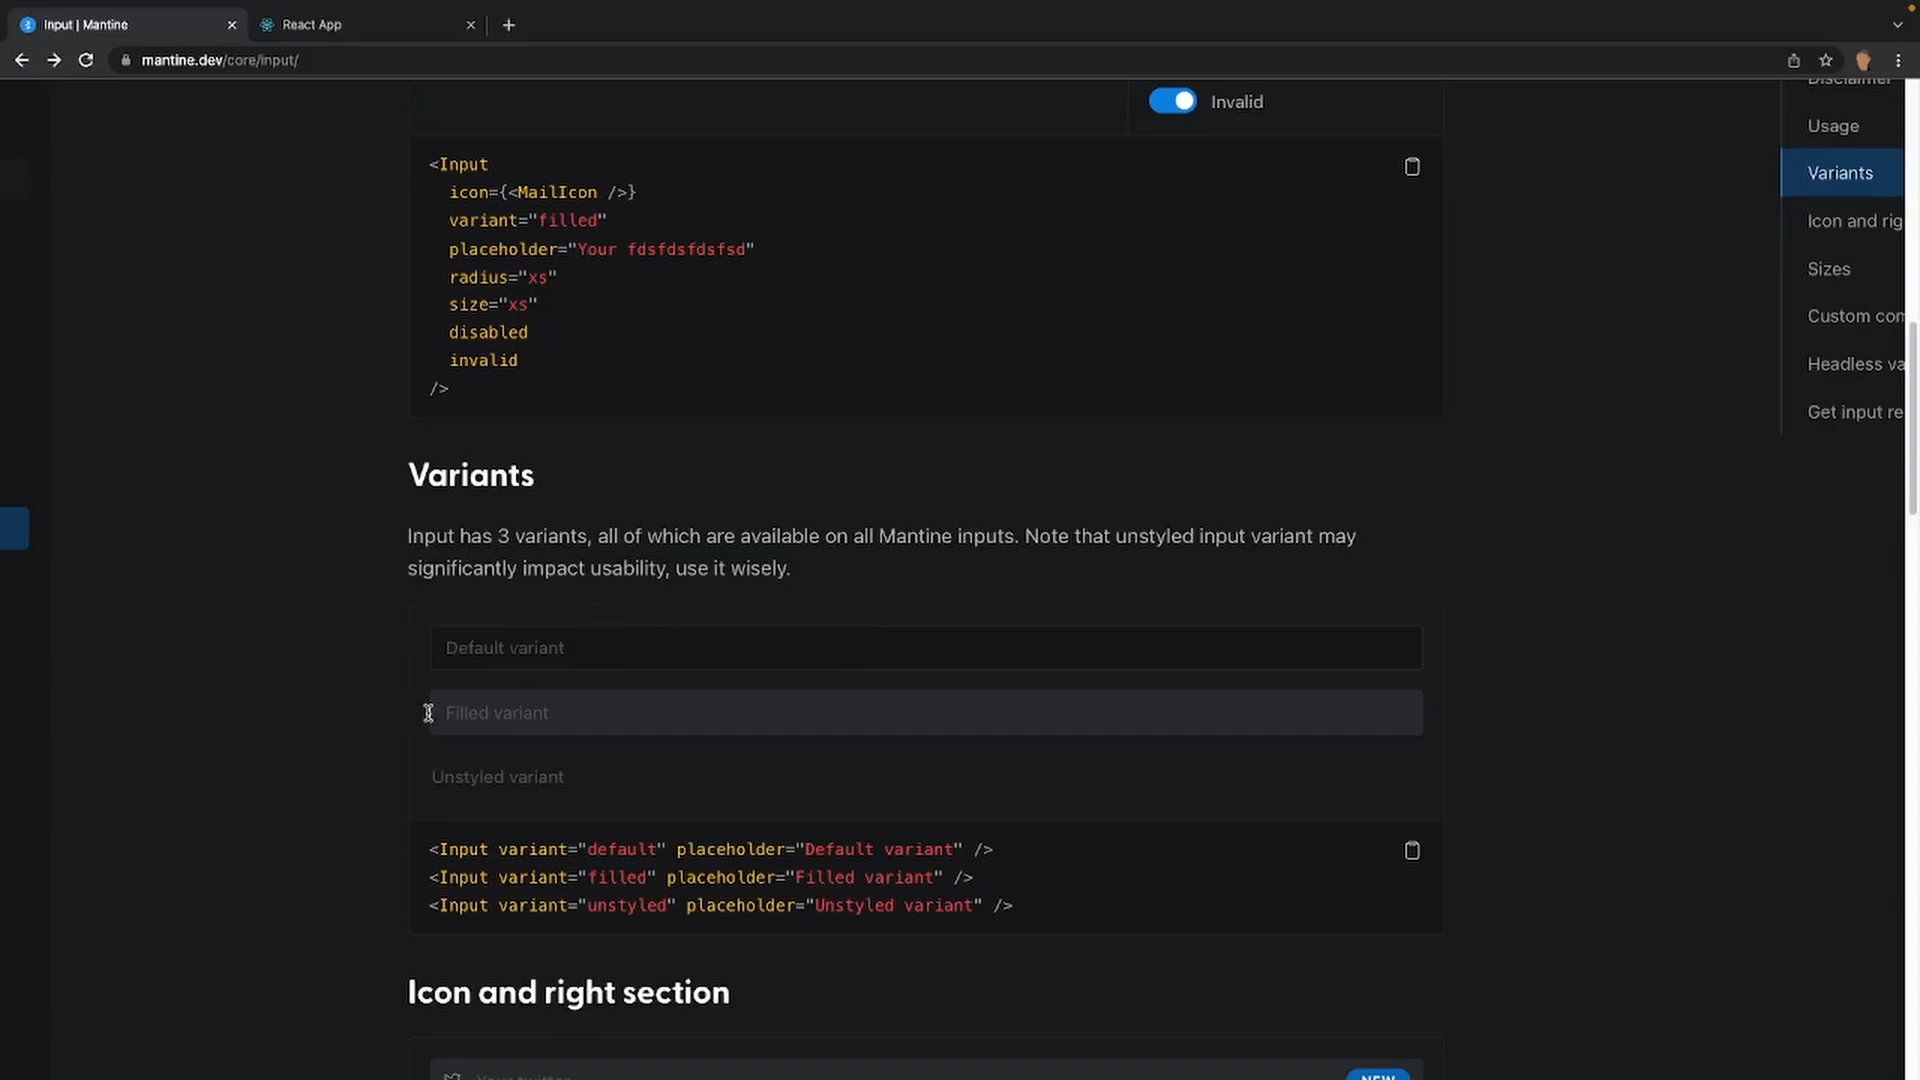 Input | Mantine
React App
mantine.dev/core/input/
Invalid
<Input
icon={<MailIcon />}
variant="filled"
placeholder="Your fdsfdsfdsfsd"
radius="xs"
size="xs"
disabled
invalid
/>
Variants
Input has 3 variants, all of which are available on all Mantine inputs. Note that unstyled input variant may
significantly impact usability, use it wisely.
Default variant
Filled variant
Unstyled variant
<Input variant="default" placeholder="Default variant" />
<Input variant="filled" placeholder="Filled variant" />
<Input variant="unstyled" placeholder="Unstyled variant" />
Icon and right section
Your twitter
NEW
Disclaimer
Usage
Variants
Icon and rig
Sizes
Custom com
Headless va
Get input re